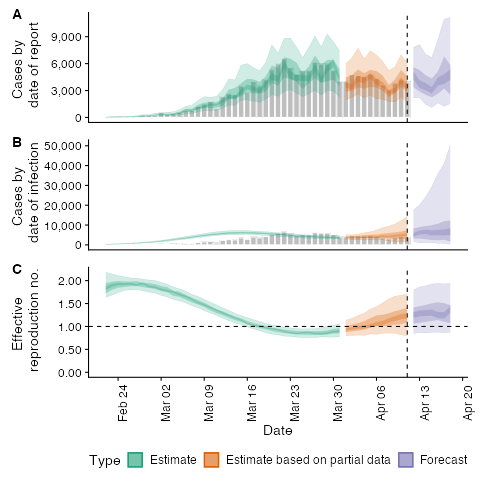 A
Cases by
date of report
9,000
6,000
3,000
0
B
Cases by
date of infection
50,000
40,000
30,000
20,000
10,000
0
C
Effective
reproduction no.
2.00
1.50
1.00
0.50
0.00
Feb 24
Mar 02
Mar 09
Mar 16
Mar 23
Mar 30
Apr 06
Apr 13
Apr 20
Date
Type Estimate Estimate based on partial data Forecast